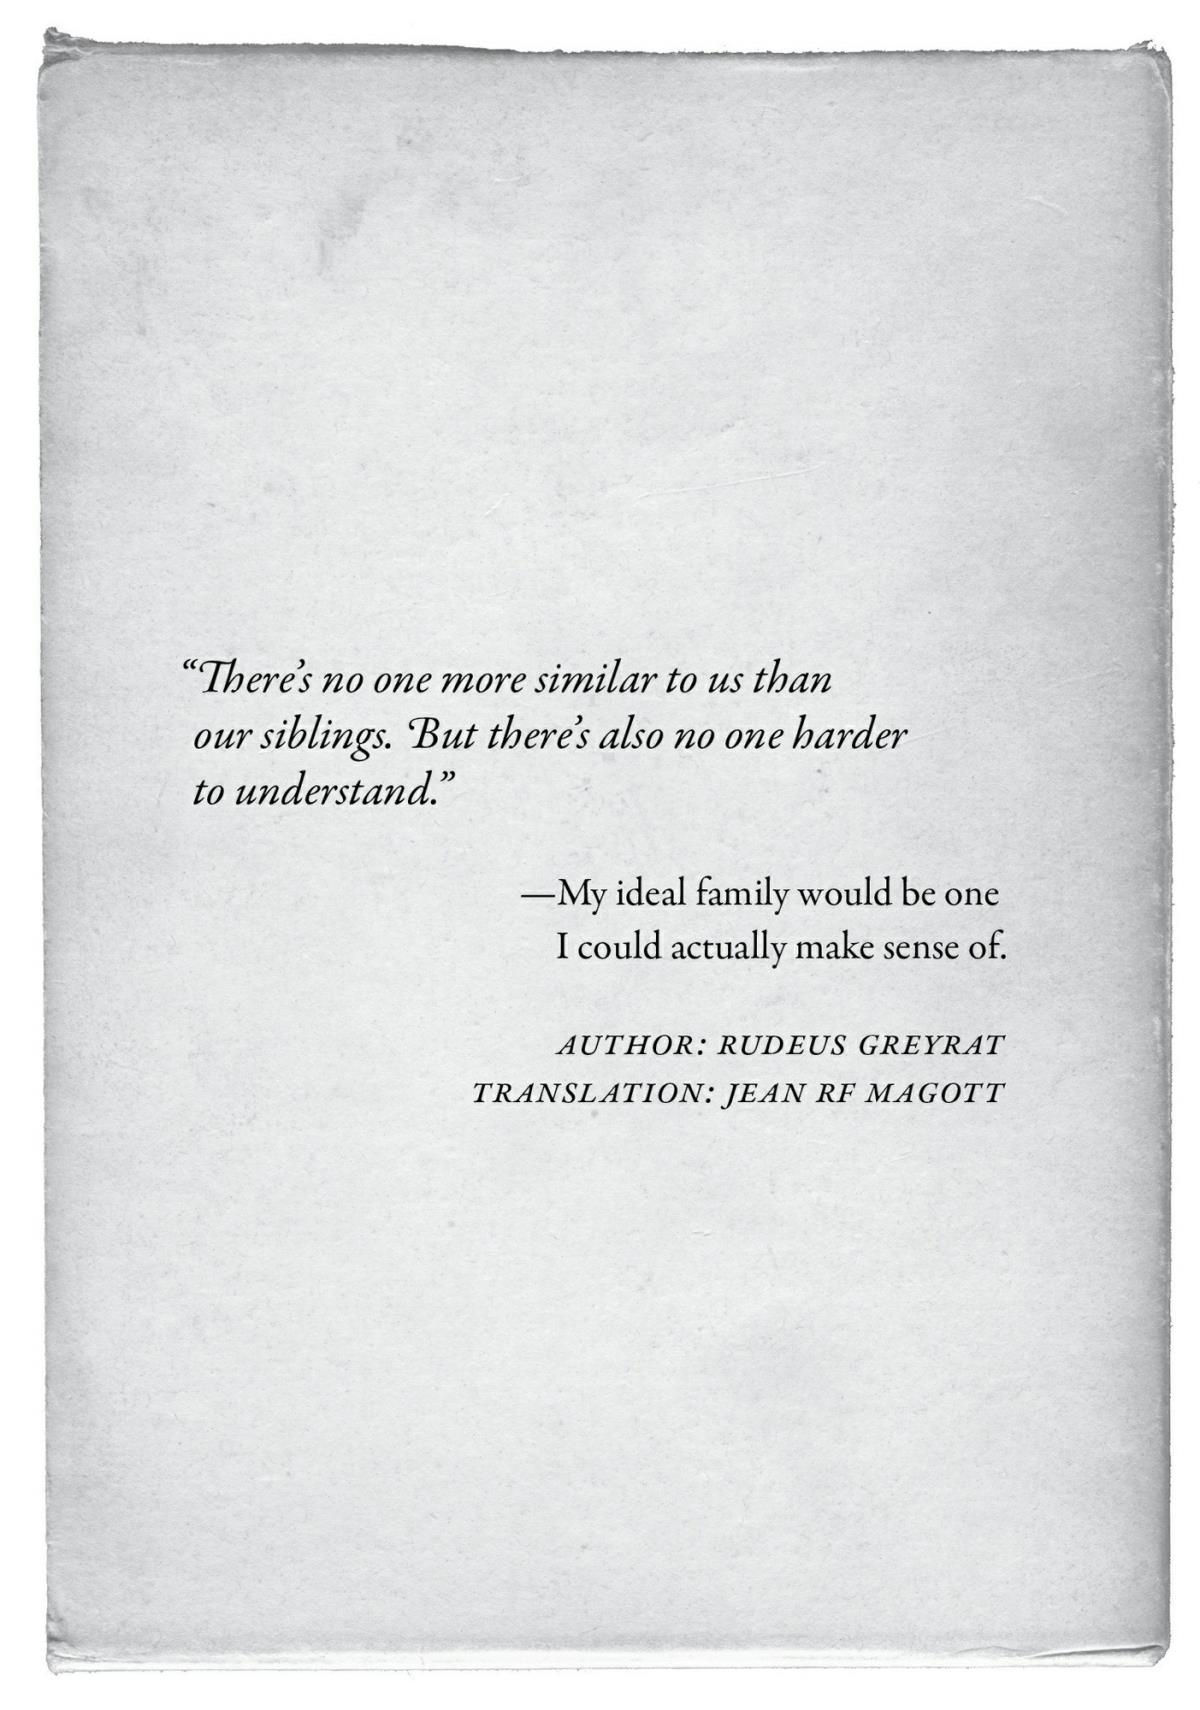 “There’s no one more similar to us than
our siblings. But there’s also no one harder
to understand.”
—My ideal family would be one
I could actually make sense of.
AUTHOR: RUDEUS GREYRAT
TRANSLATION: JEAN RF MAGOTT